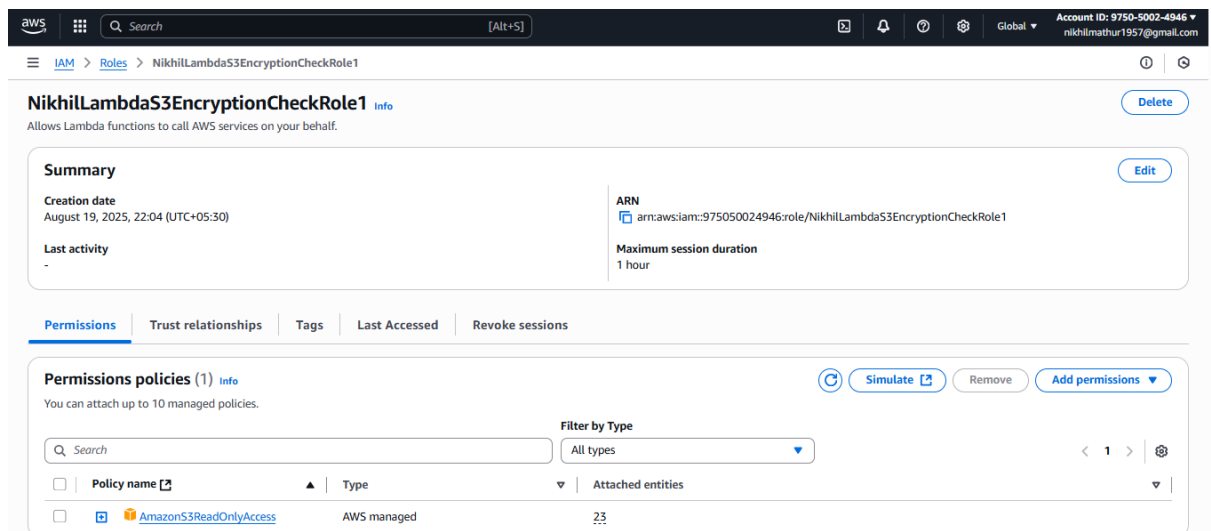 aws
Search [Alt+S]
Global
Account ID: 9750-5002-4946
nikhilmathur1957@gmail.com
IAM > Roles > NikhilLambdaS3EncryptionCheckRole1
NikhilLambdaS3EncryptionCheckRole1 Info
Delete
Allows Lambda functions to call AWS services on your behalf.
Summary
Edit
Creation date
August 19, 2025, 22:04 (UTC+05:30)
ARN
arn:aws:iam::975050024946:role/NikhilLambdaS3EncryptionCheckRole1
Last activity
-
Maximum session duration
1 hour
Permissions Trust relationships Tags Last Accessed Revoke sessions
Permissions policies (1) Info
Simulate Remove Add permissions
You can attach up to 10 managed policies.
Filter by Type
Search
All types
< 1 >
Policy name Type Attached entities
AmazonS3ReadOnlyAccess AWS managed 23